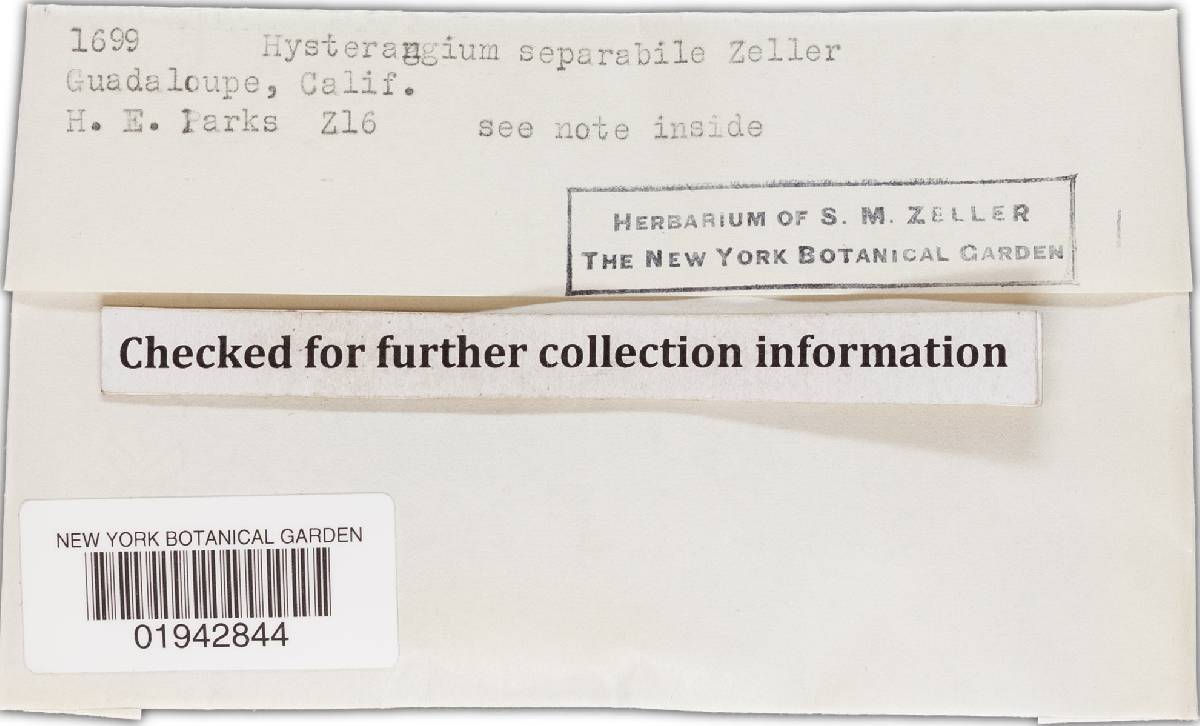 1699 Hysterangium separabile Zeller
Guadaloupe, Calif.
H. E. Parks Z16 see note inside
HERBARIUM OF S. M. ZELLER
THE NEW YORK BOTANICAL GARDEN
Checked for further collection information
NEW YORK BOTANICAL GARDEN
01942844